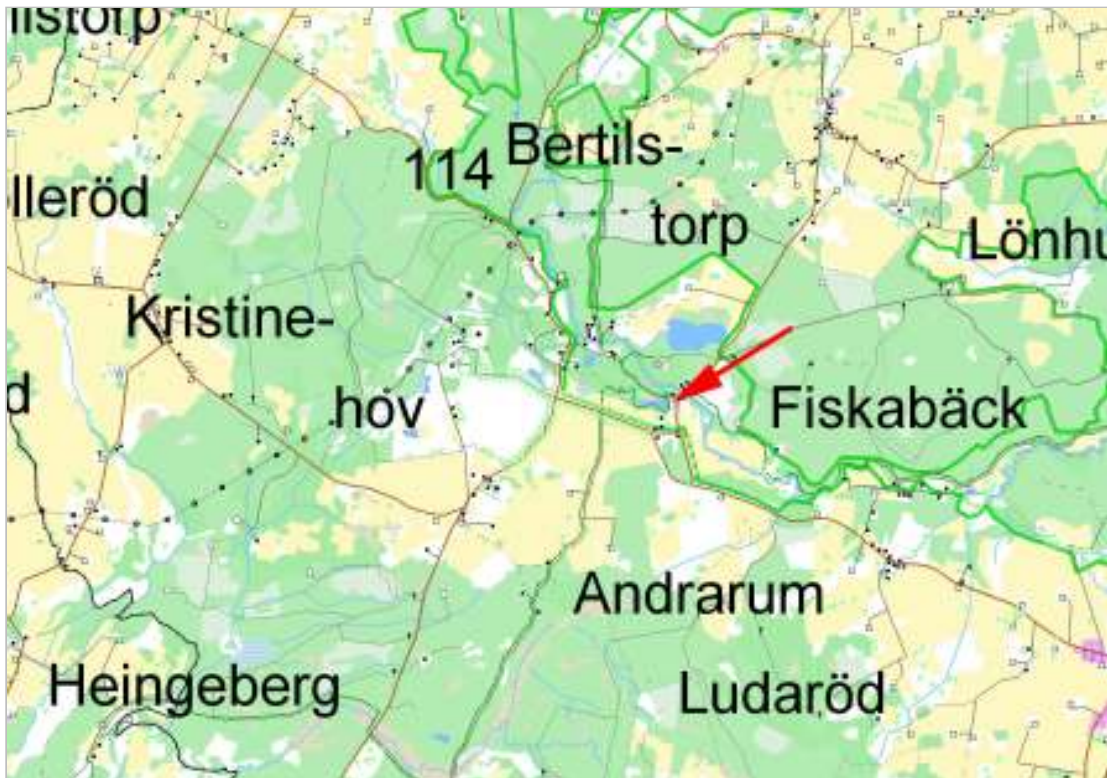 llstorp
Bertils-
114
torp
lleröd
Lönhu
Kristine-
hov
d
Fiskabäck
Andrarum
Heingeberg
Ludaröd